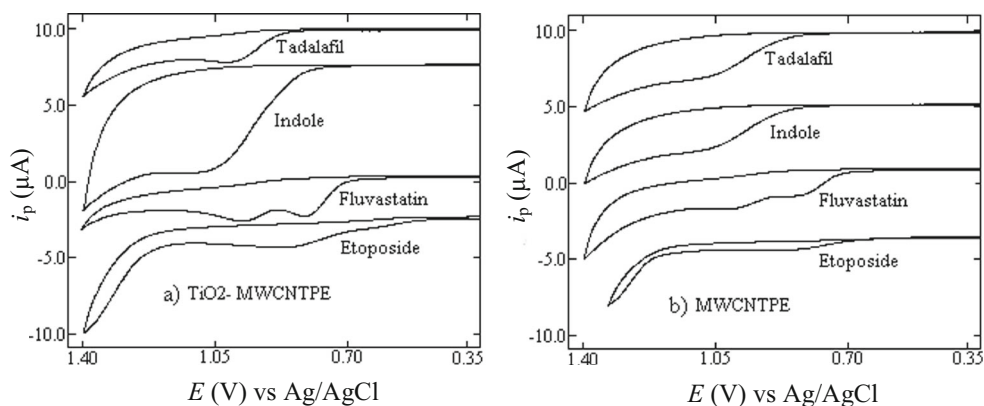 10.0
5.0
0.0
-5.0
-10.0
i_p (µA)
Tadalafil
Indole
Fluvastatin
Etoposide
a) TiO2- MWCNTPE
1.40 1.05 0.70 0.35
E (V) vs Ag/AgCl
10.0
5.0
0.0
-5.0
-10.0
i_p (µA)
Tadalafil
Indole
Fluvastatin
Etoposide
b) MWCNTPE
1.40 1.05 0.70 0.35
E (V) vs Ag/AgCl